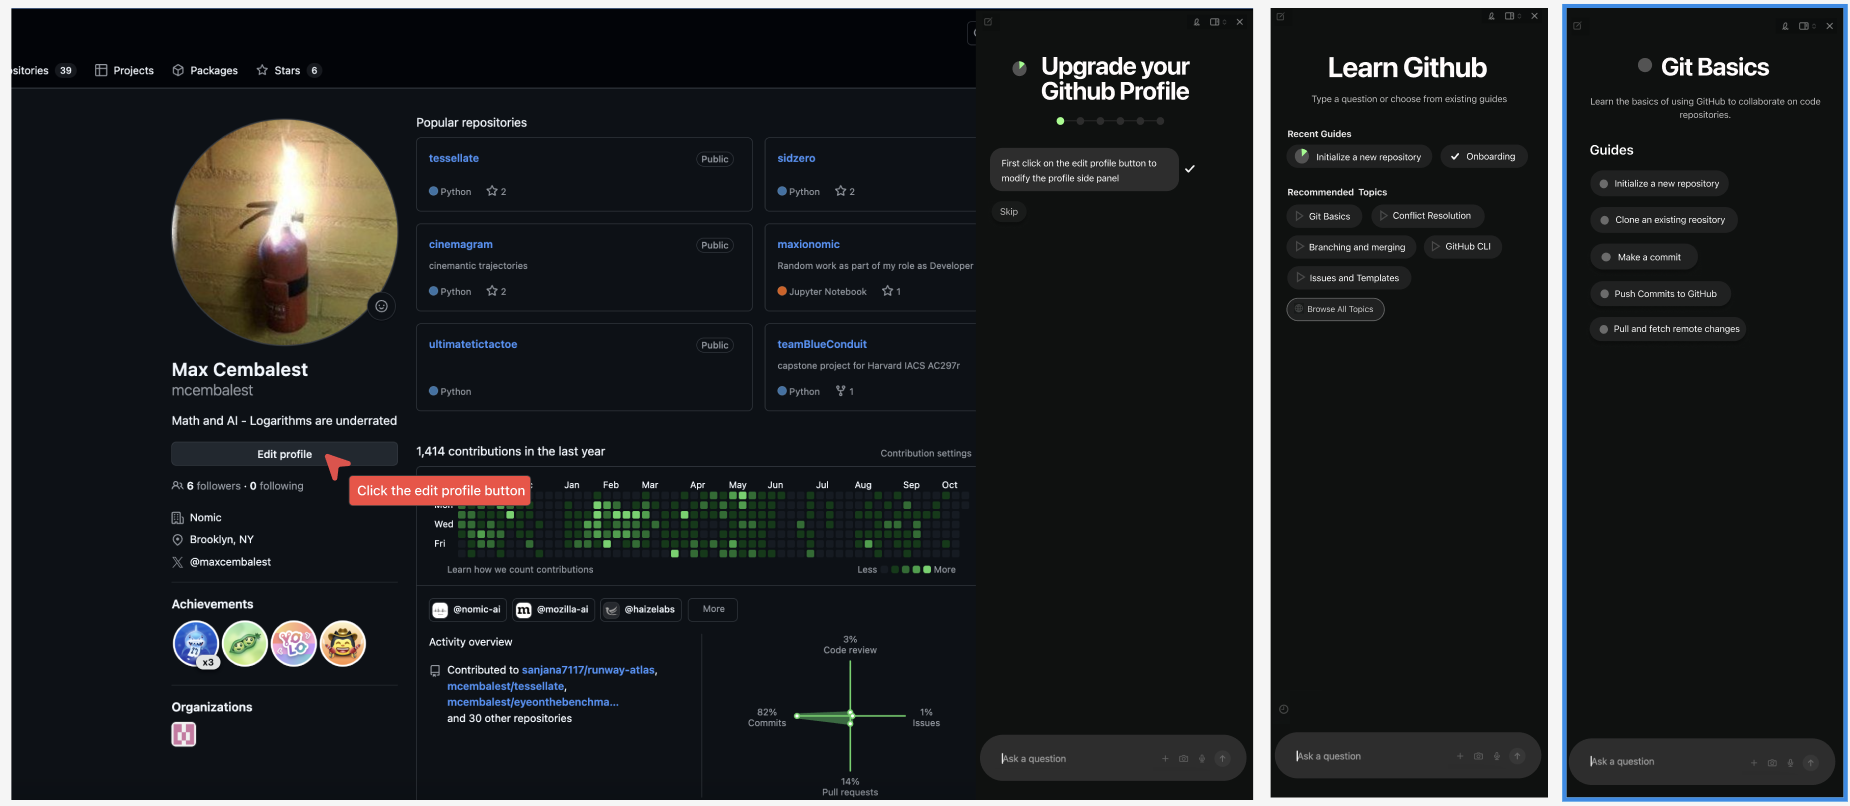 sitories 39 Projects Packages Stars 6
Max Cembalest
mcembalest
Math and AI - Logarithms are underrated
Edit profile
Click the edit profile button
6 followers · 0 following
Nomic
Brooklyn, NY
@maxcembalest
Achievements
YOLO
x3
Organizations
Popular repositories
tessellate Public
Python 2
sidzero
Python 2
cinemagram Public
cinemantic trajectories
Python 2
maxionomic
Random work as part of my role as Developer
Jupyter Notebook 1
ultimatetictactoe Public
Python
teamBlueConduit
capstone project for Harvard IACS AC297r
Python 1
1,414 contributions in the last year
Contribution settings
Jan Feb Mar Apr May Jun Jul Aug Sep Oct
Mon
Wed
Fri
Learn how we count contributions
Less More
@nomic-ai m @mozilla-ai @haizelabs More
Activity overview
Contributed to sanjana7117/runway-atlas,
mcembalest/tessellate,
mcembalest/eyeonthebenchma...
and 30 other repositories
3%
Code review
82%
Commits
1%
Issues
14%
Pull requests
Upgrade your
Github Profile
First click on the edit profile button to
modify the profile side panel
Skip
Ask a question
Learn Github
Type a question or choose from existing guides
Recent Guides
Initialize a new repository Onboarding
Recommended Topics
Git Basics Conflict Resolution
Branching and merging GitHub CLI
Issues and Templates
Browse All Topics
Ask a question
Git Basics
Learn the basics of using GitHub to collaborate on code
repositories.
Guides
Initialize a new repository
Clone an existing reository
Make a commit
Push Commits to GitHub
Pull and fetch remote changes
Ask a question